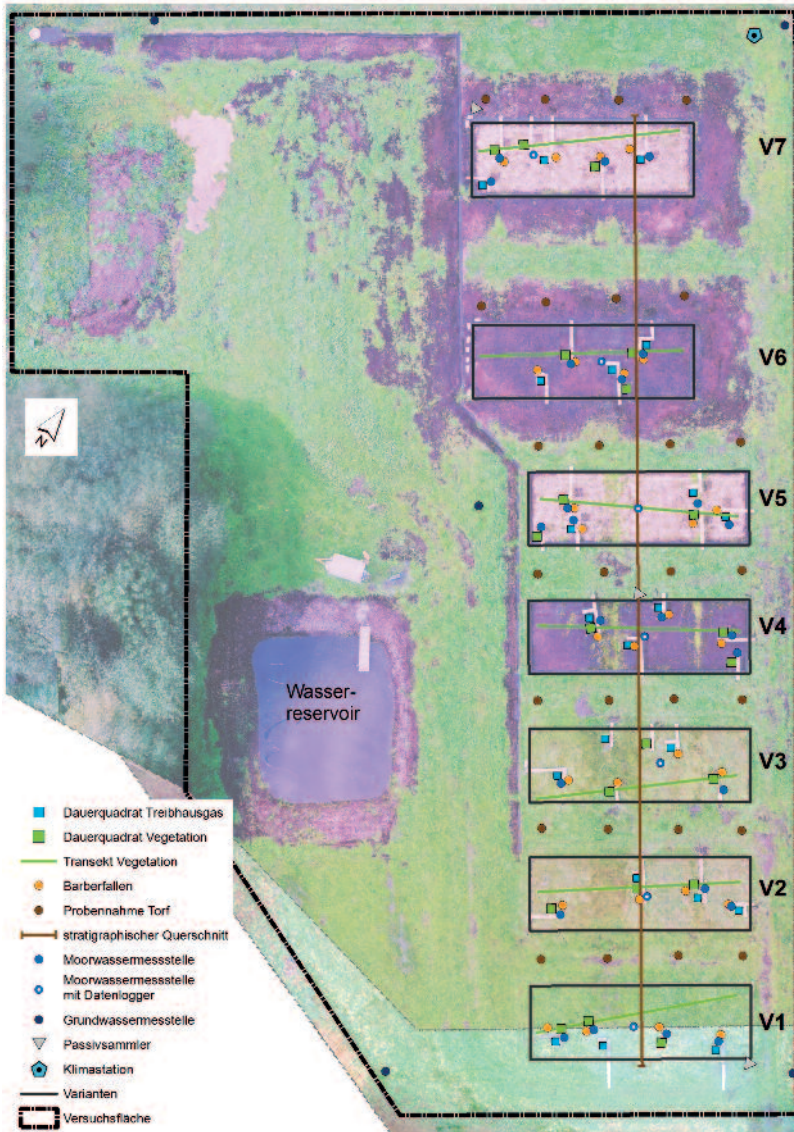 V7
V6
N
V5
V4
Wasser-
reservoir
V3
V2
V1
Dauerquadrat Treibhausgas
Dauerquadrat Vegetation
Transekt Vegetation
Barberfallen
Probennahme Torf
stratigraphischer Querschnitt
Moorwassermessstelle
Moorwassermessstelle
mit Datenlogger
Grundwassermesstelle
Passivsammler
Klimastation
Varianten
Versuchsfläche